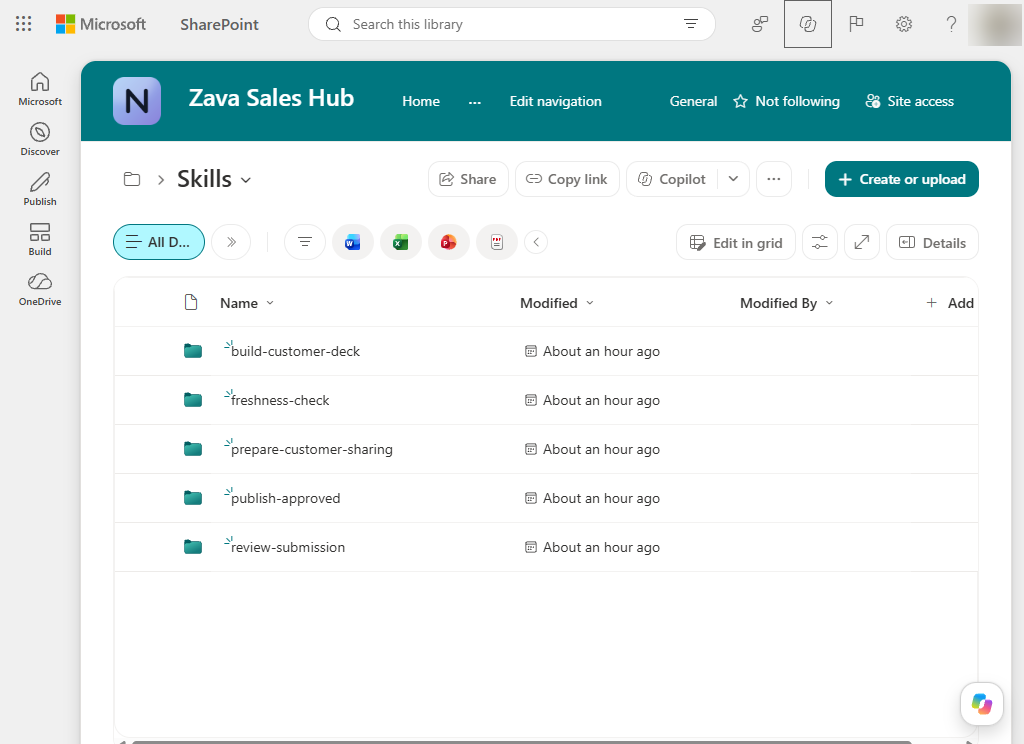 Microsoft SharePoint Search this library ?
Microsoft
Discover
Publish
Build
OneDrive
N Zava Sales Hub Home ... Edit navigation General Not following Site access
Skills Share Copy link Copilot ... Create or upload
All D... Edit in grid Details
Name Modified Modified By + Add
build-customer-deck About an hour ago
freshness-check About an hour ago
prepare-customer-sharing About an hour ago
publish-approved About an hour ago
review-submission About an hour ago